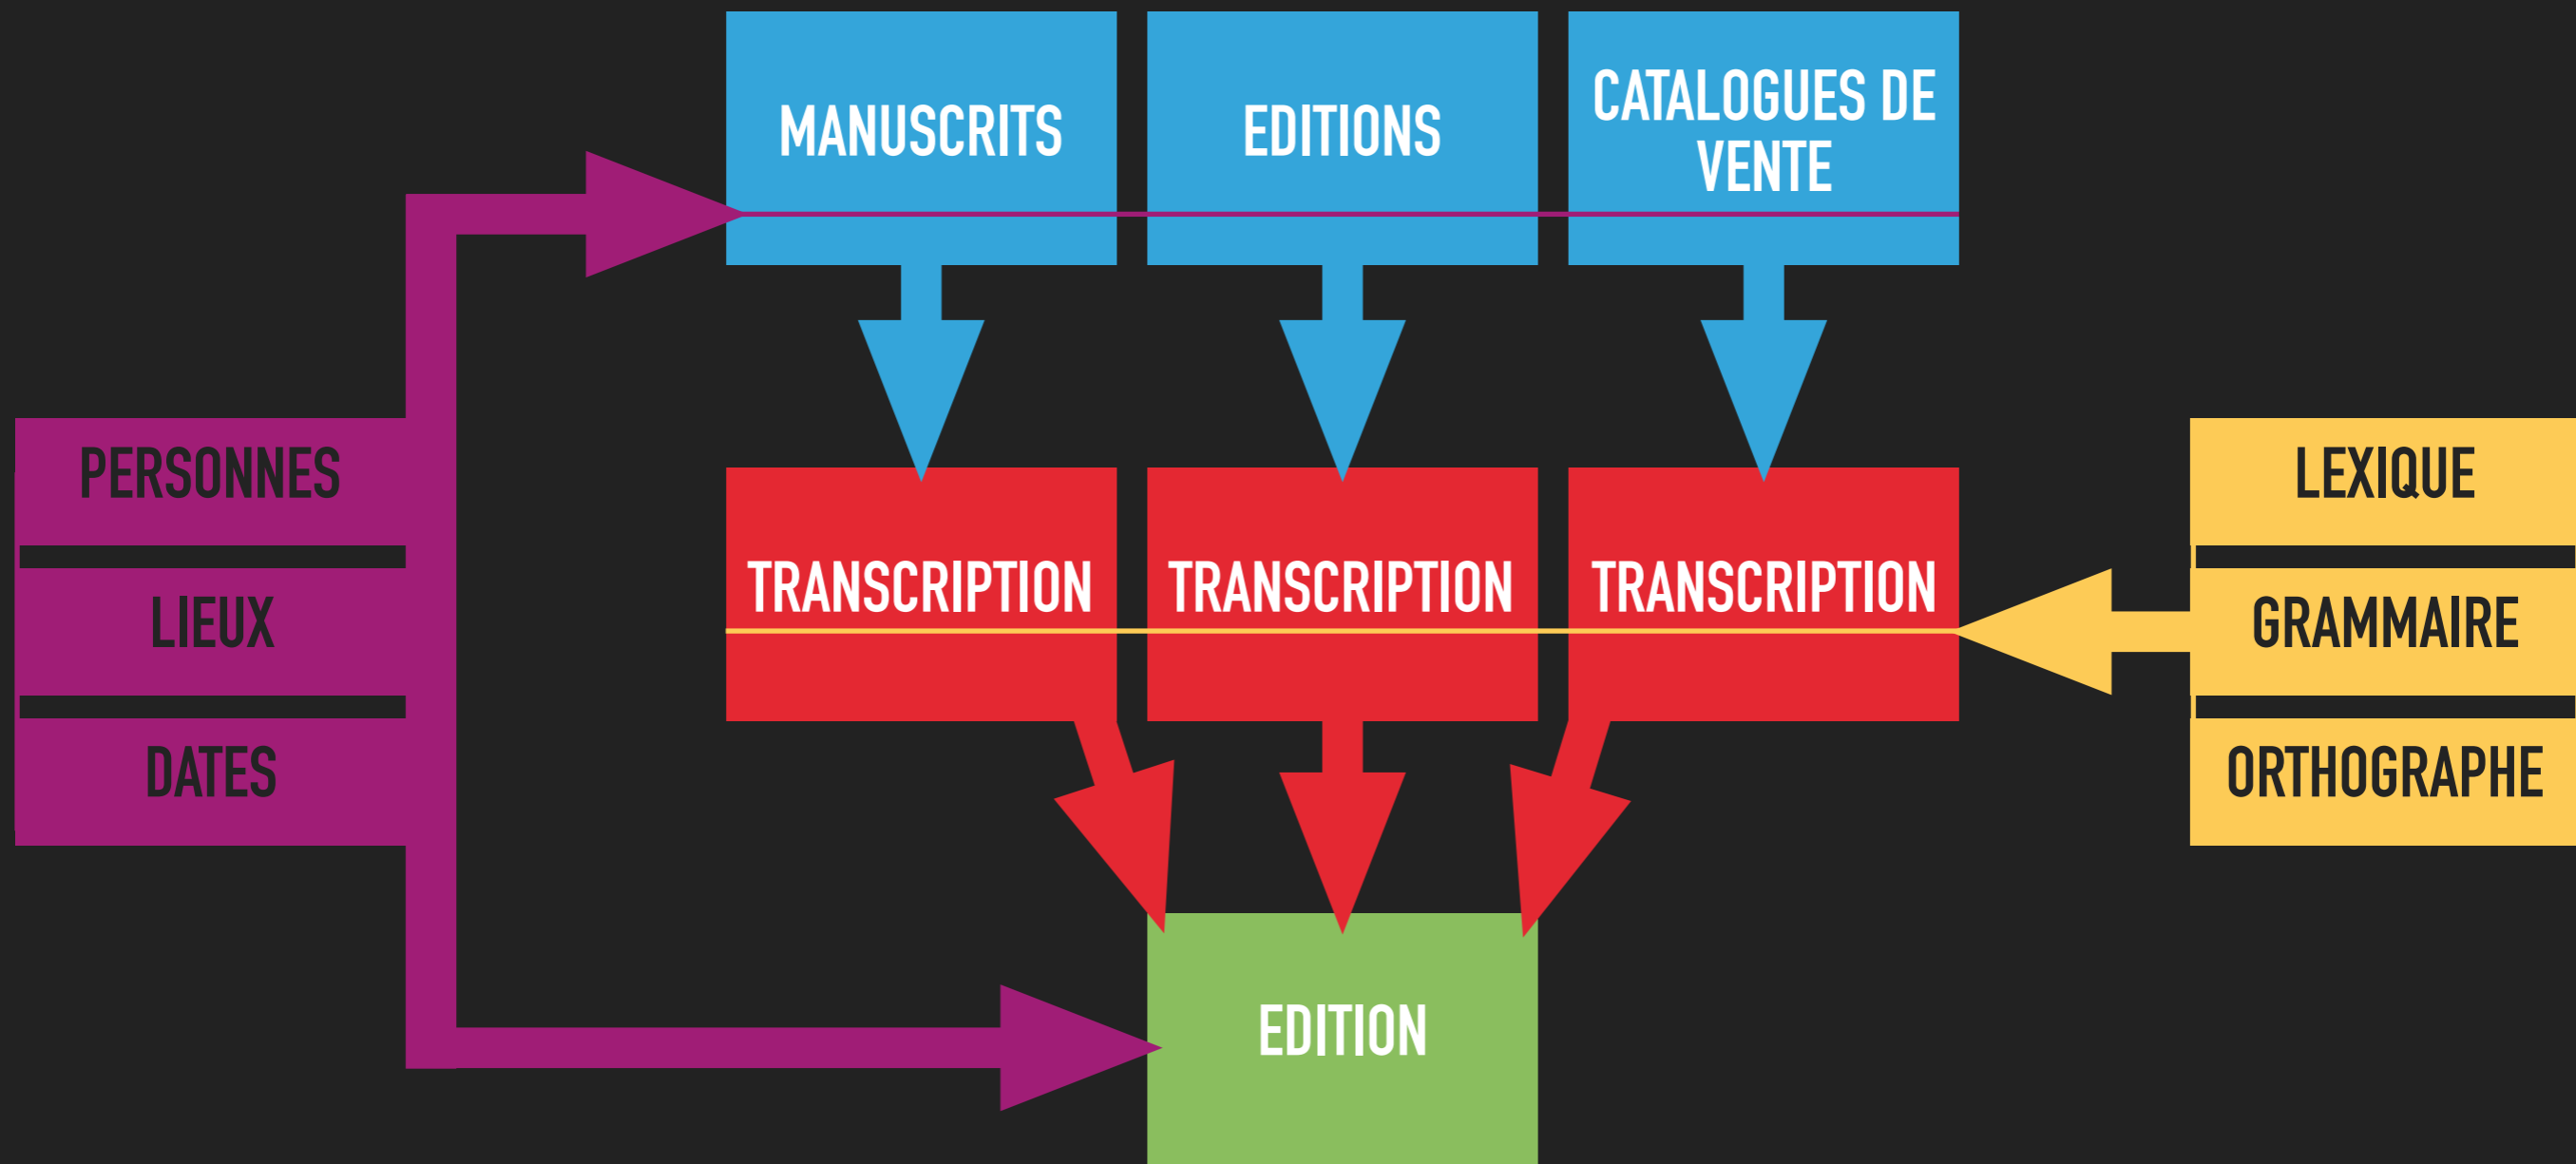 MANUSCRITS
EDITIONS
CATALOGUES DE
VENTE
PERSONNES
LIEUX
DATES
TRANSCRIPTION
TRANSCRIPTION
TRANSCRIPTION
LEXIQUE
GRAMMAIRE
ORTHOGRAPHE
EDITION